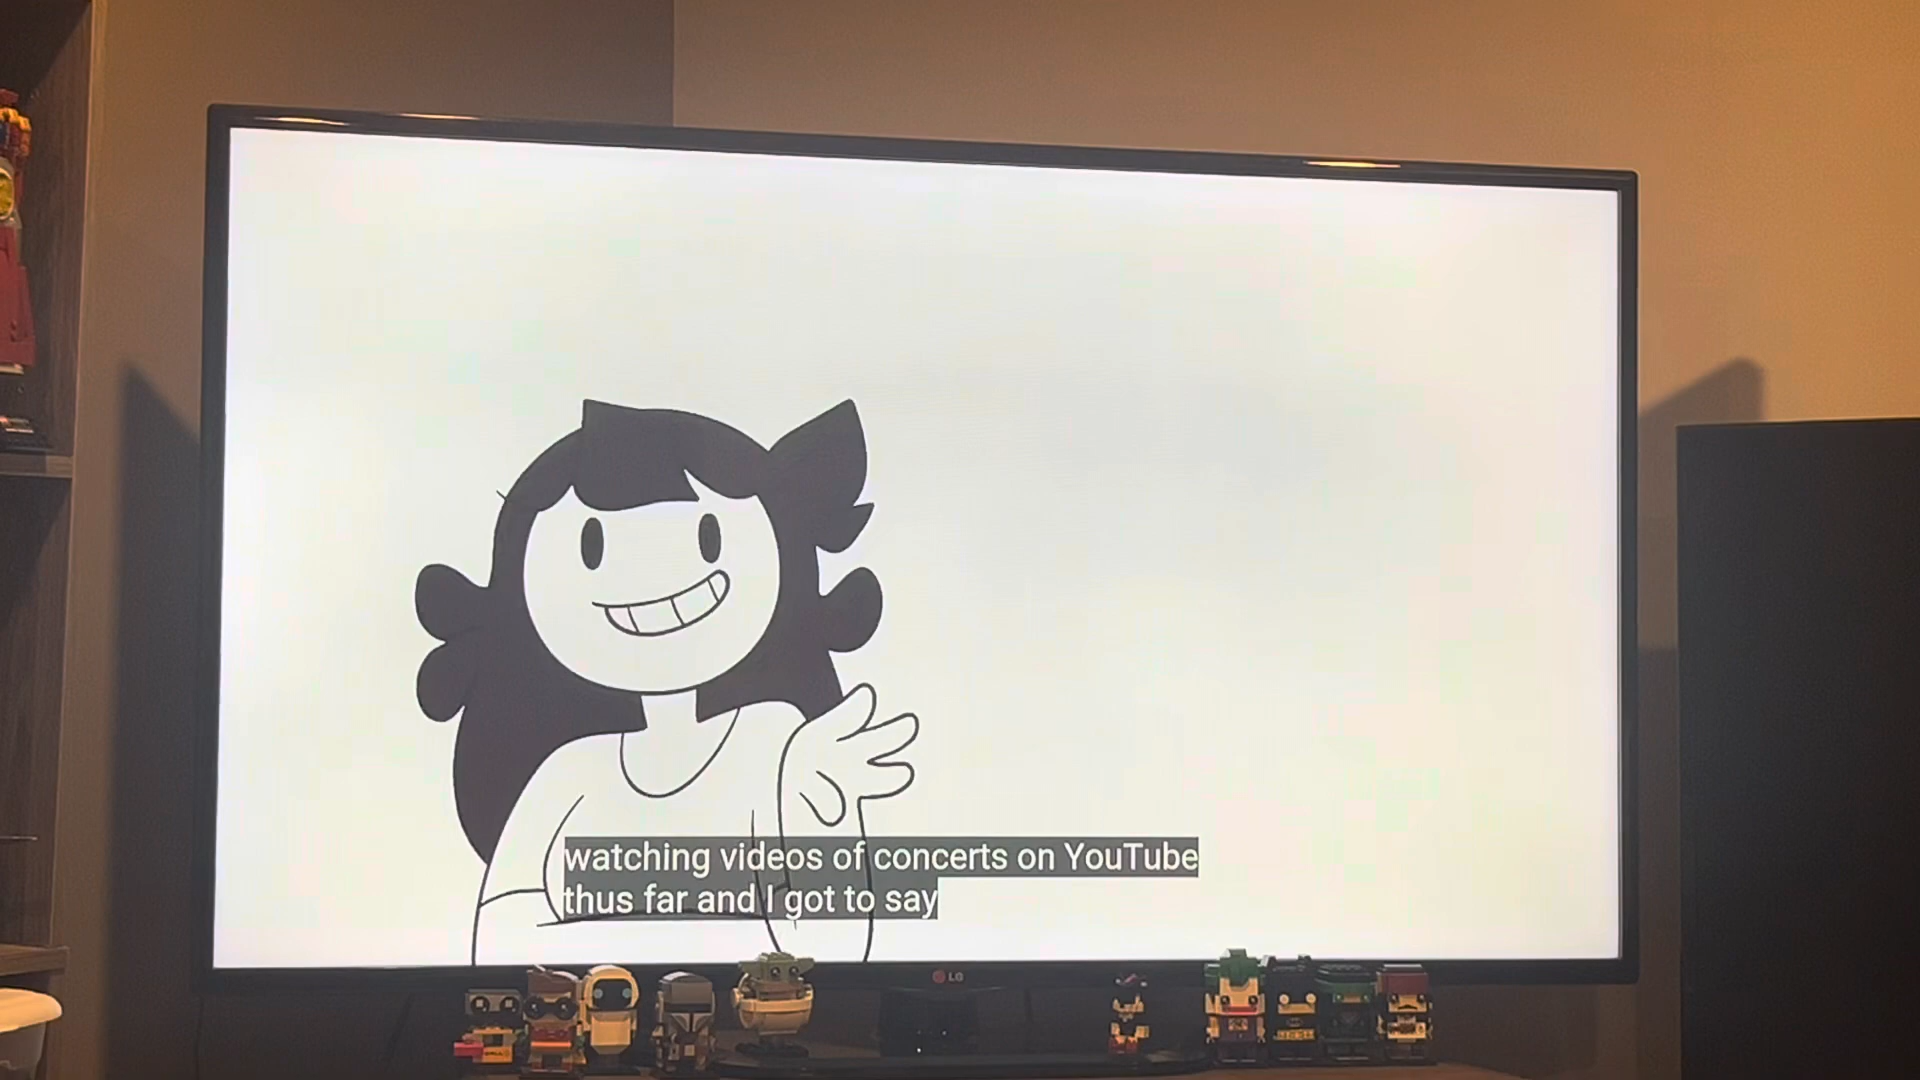 watching videos of concerts on YouTube
thus far and I got to say
LG